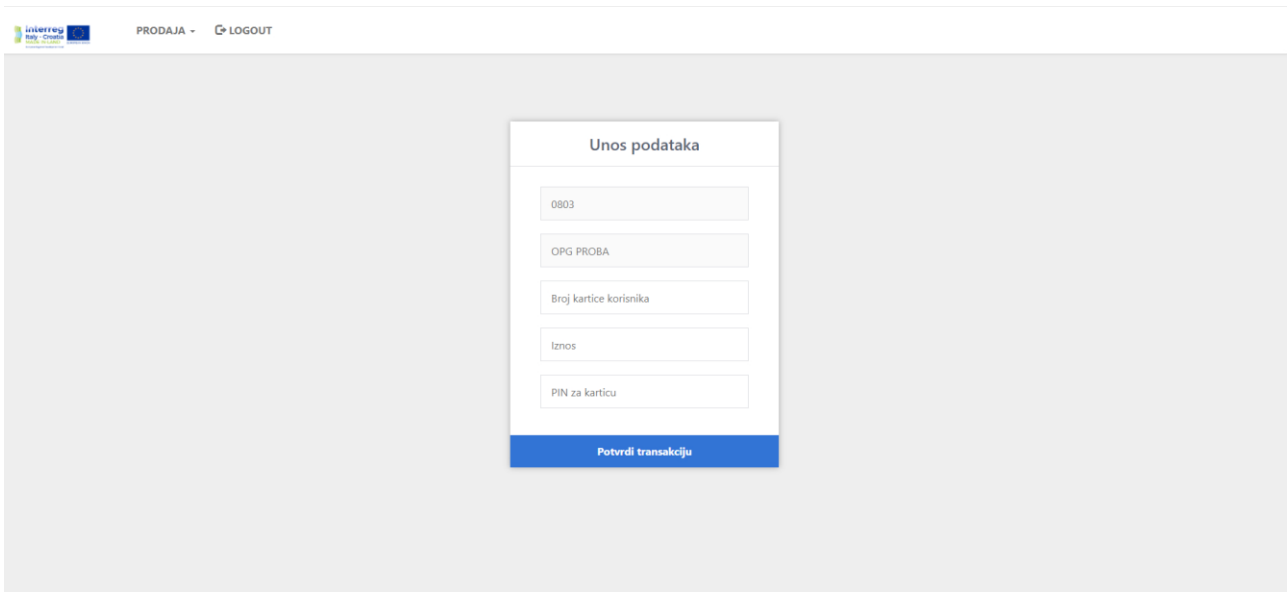 Interreg
Italy - Croatia
PRODAJA
LOGOUT
Unos podataka
0803
OPG PROBA
Broj kartice korisnika
Iznos
PIN za karticu
Potvrdi transakciju